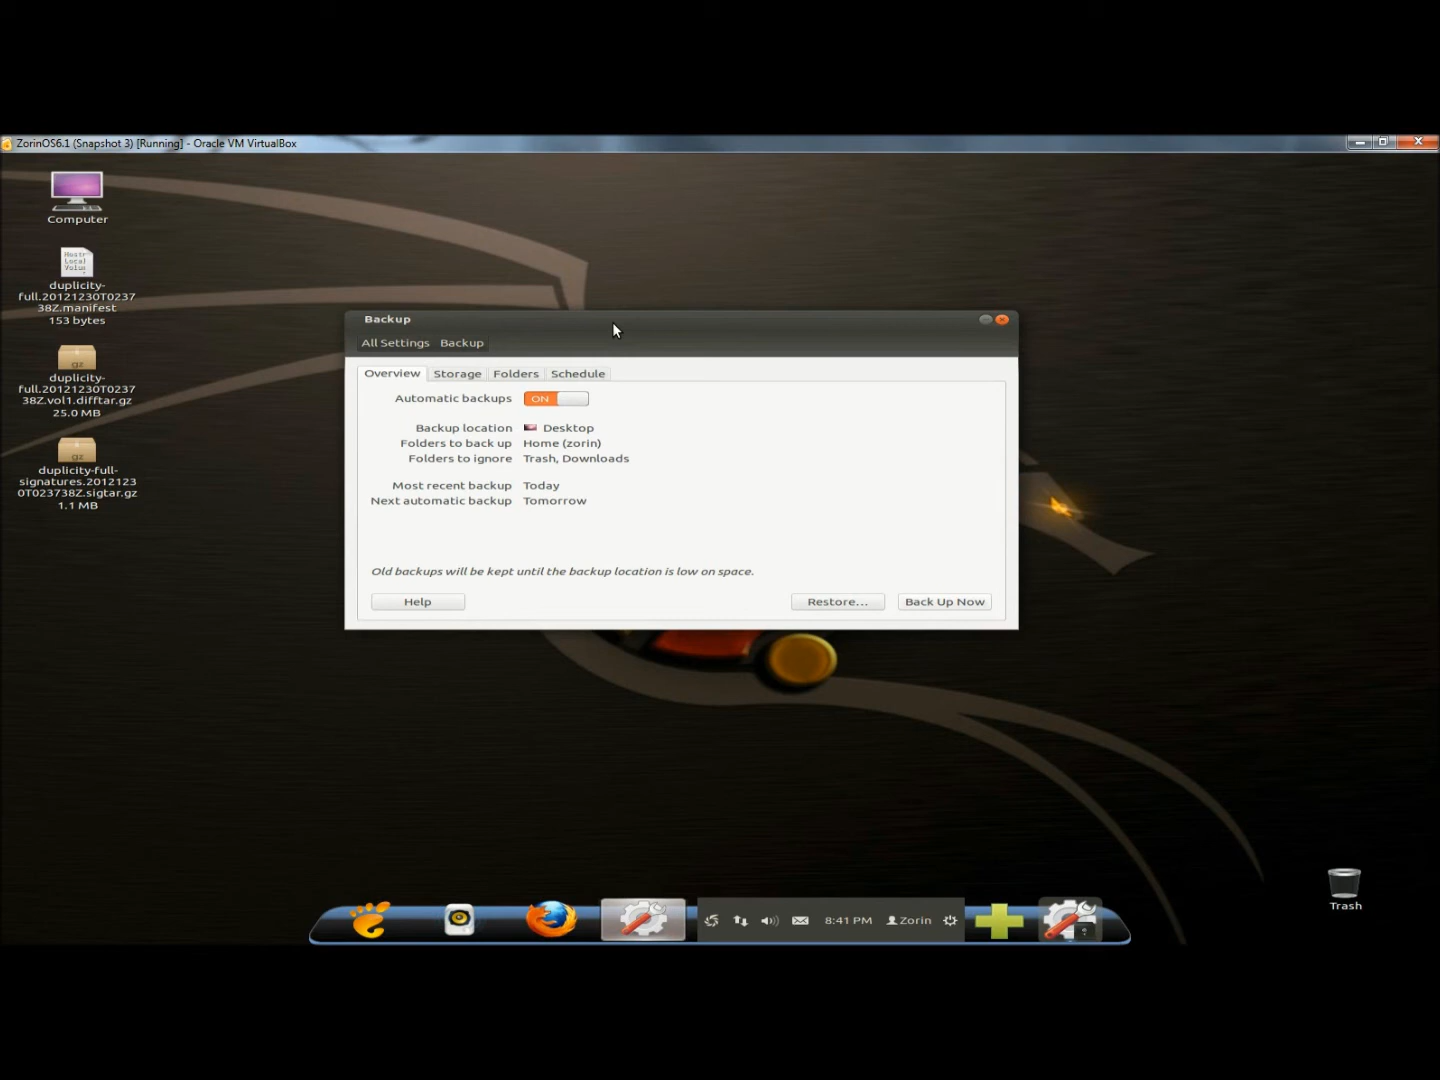 ZorinOS6.1 (Snapshot 3) [Running] - Oracle VM VirtualBox
Computer
duplicity-
full.20121230T0237
38Z.manifest
153 bytes
gz
duplicity-
full.20121230T0237
38Z.vol1.difftar.gz
25.0 MB
gz
duplicity-full-
signatures.2012123
0T023738Z.sigtar.gz
1.1 MB
Backup
All Settings Backup
Overview Storage Folders Schedule
Automatic backups ON
Backup location Desktop
Folders to back up Home (zorin)
Folders to ignore Trash, Downloads
Most recent backup Today
Next automatic backup Tomorrow
Old backups will be kept until the backup location is low on space.
Help Restore... Back Up Now
Trash
8:41 PM Zorin